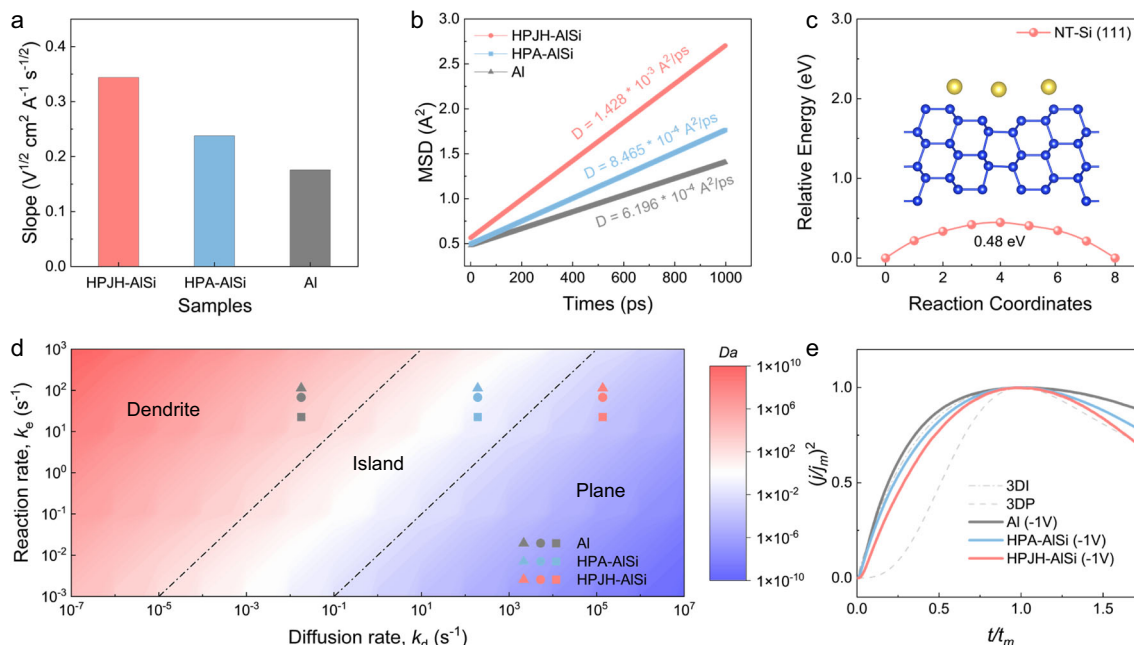 a
Slope (V^1/2 cm^2 A^-1 s^-1/2)
0.4
0.3
0.2
0.1
0.0
HPJH-AlSi
HPA-AlSi
Al
Samples
b
MSD (A^2)
3.0
2.5
2.0
1.5
1.0
0.5
HPJH-AlSi
HPA-AlSi
Al
D = 1.428 * 10^-3 A^2/ps
D = 8.465 * 10^-4 A^2/ps
D = 6.196 * 10^-4 A^2/ps
0 200 400 600 800 1000
Times (ps)
c
Relative Energy (eV)
3.0
2.0
1.0
0.0
NT-Si (111)
0.48 eV
0 2 4 6 8
Reaction Coordinates
d
Reaction rate, k_e (s^-1)
10^3
10^2
10^1
10^0
10^-1
10^-2
10^-3
Dendrite
Island
Plane
Al
HPA-AlSi
HPJH-AlSi
10^-7 10^-5 10^-3 10^-1 10^1 10^3 10^5 10^7
Diffusion rate, k_d (s^-1)
Da
1×10^10
1×10^6
1×10^2
1×10^-2
1×10^-6
1×10^-10
e
(j/j_m)^2
1.0
0.5
0.0
3DI
3DP
Al (-1V)
HPA-AlSi (-1V)
HPJH-AlSi (-1V)
0.0 0.5 1.0 1.5
t/t_m